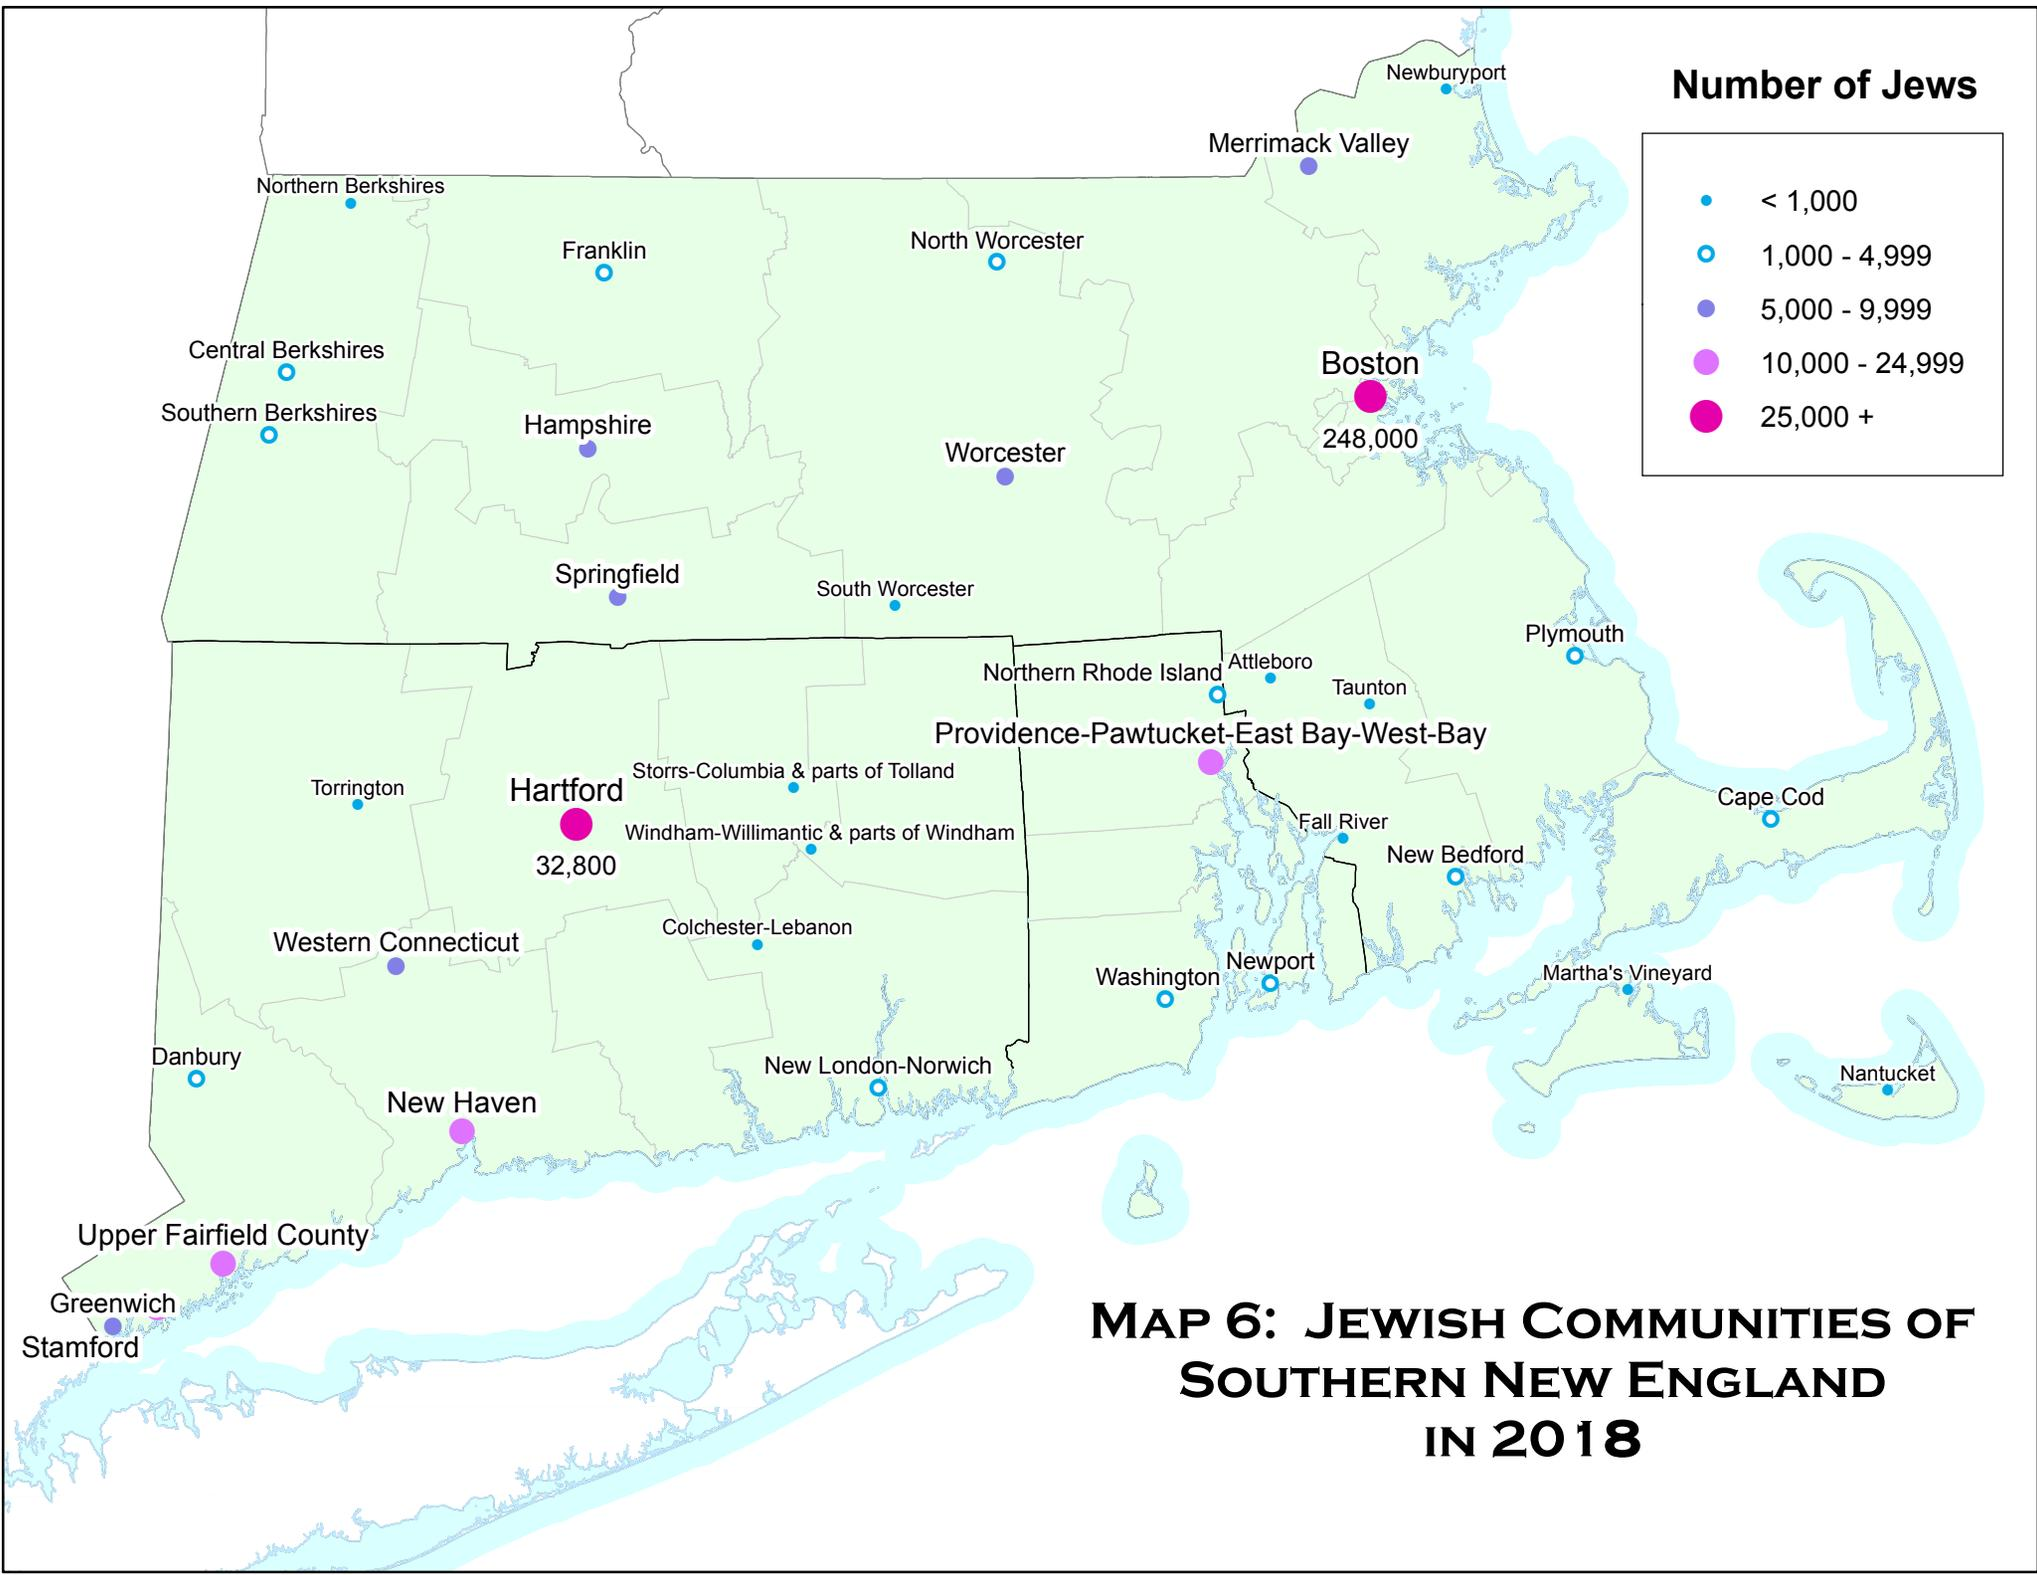 Newburyport
Number of Jews
Merrimack Valley
Northern Berkshires
< 1,000
Franklin
North Worcester
1,000 - 4,999
5,000 - 9,999
Central Berkshires
Boston
10,000 - 24,999
Southern Berkshires
25,000 +
Hampshire
248,000
Worcester
Springfield
South Worcester
Plymouth
Northern Rhode Island
Attleboro
Taunton
Providence-Pawtucket-East Bay-West-Bay
Storrs-Columbia & parts of Tolland
Torrington
Hartford
Cape Cod
Windham-Willimantic & parts of Windham
Fall River
32,800
New Bedford
Colchester-Lebanon
Western Connecticut
Newport
Washington
Martha's Vineyard
Danbury
New London-Norwich
Nantucket
New Haven
Upper Fairfield County
Greenwich
Stamford
MAP 6: JEWISH COMMUNITIES OF
SOUTHERN NEW ENGLAND
IN 2018